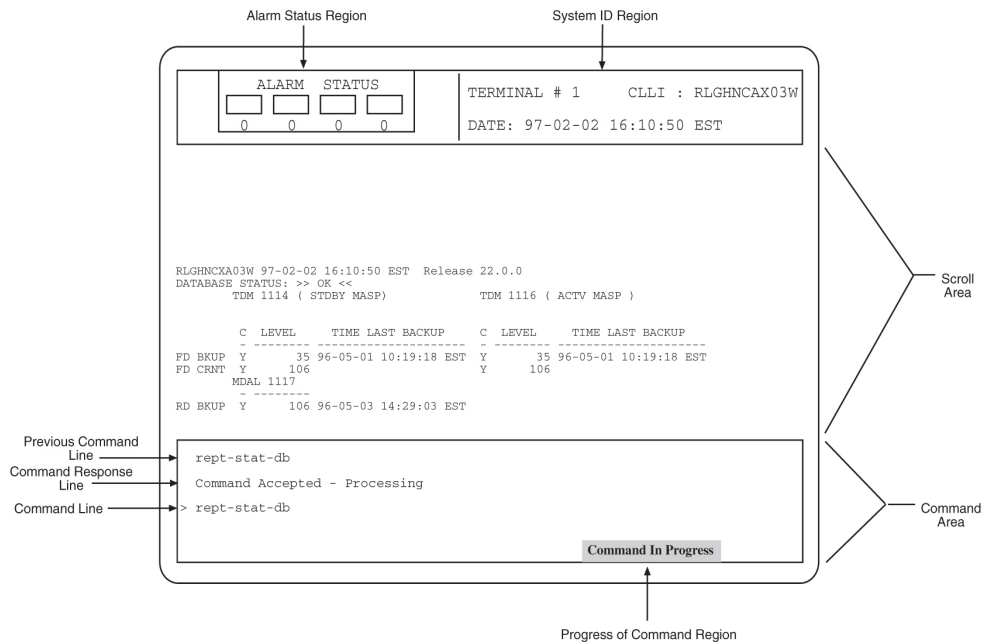 Alarm Status Region
System ID Region
ALARM STATUS
0 0 0 0
TERMINAL # 1 CLLI : RLGHNCAX03W
DATE: 97-02-02 16:10:50 EST
RLGHNCXA03W 97-02-02 16:10:50 EST Release 22.0.0
DATABASE STATUS: >> OK <<
TDM 1114 ( STDBY MASP) TDM 1116 ( ACTV MASP )
C LEVEL TIME LAST BACKUP C LEVEL TIME LAST BACKUP
- -------- --------------------- - -------- ---------------------
FD BKUP Y 35 96-05-01 10:19:18 EST Y 35 96-05-01 10:19:18 EST
FD CRNT Y 106 Y 106
MDAL 1117
- --------
RD BKUP Y 106 96-05-03 14:29:03 EST
Scroll
Area
Previous Command
Line
rept-stat-db
Command Response
Line
Command Accepted - Processing
Command Line
> rept-stat-db
Command
Area
Command In Progress
Progress of Command Region